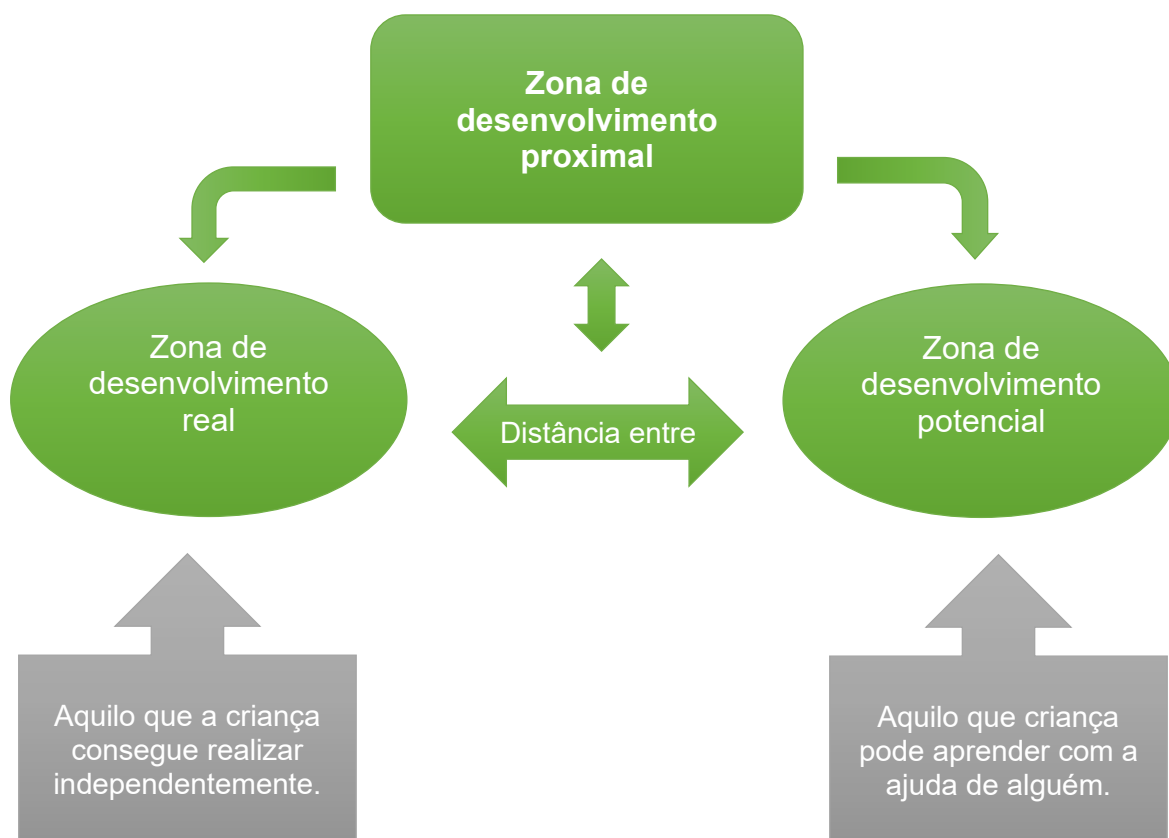 Zona de
desenvolvimento
proximal
Zona de
desenvolvimento
real
Distância entre
Zona de
desenvolvimento
potencial
Aquilo que a criança
consegue realizar
independentemente.
Aquilo que criança
pode aprender com a
ajuda de alguém.